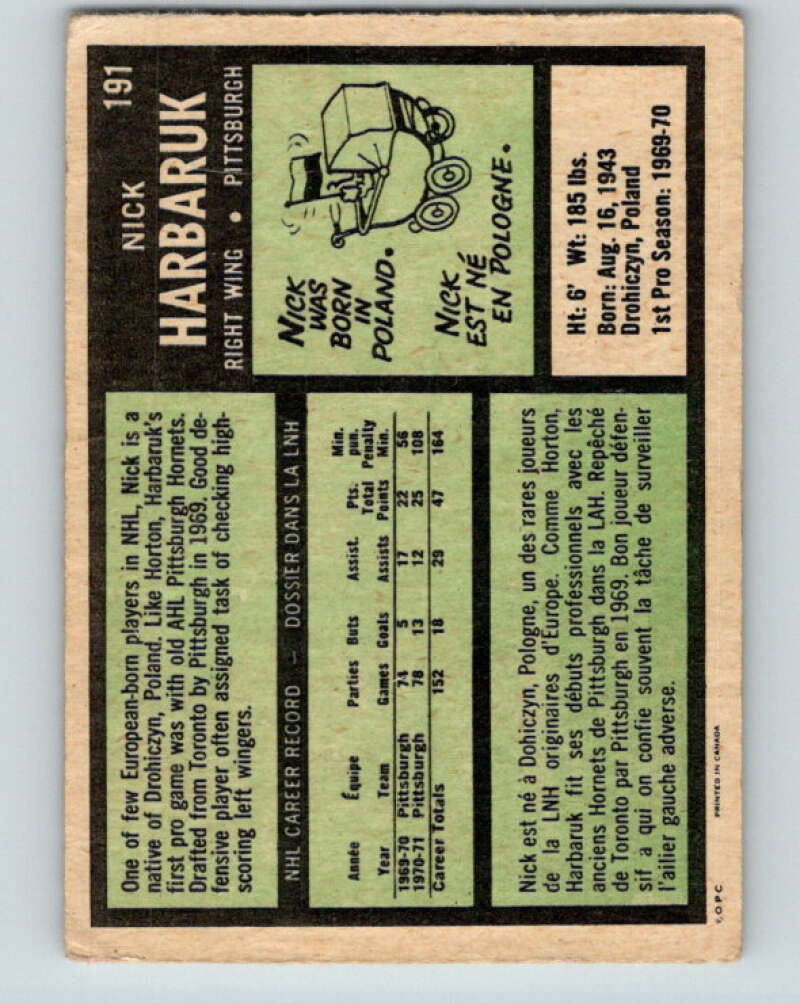 191
NICK
HARBARUK
RIGHT WING • PITTSBURGH
NICK
WAS
BORN
IN
POLAND.
NICK
EST NÉ
EN POLOGNE.
Ht: 6' Wt: 185 lbs.
Born: Aug. 16, 1943
Drohiczyn, Poland
1st Pro Season: 1969-70
One of few European-born players in NHL, Nick is a
native of Drohiczyn, Poland. Like Horton, Harbaruk's
first pro game was with old AHL Pittsburgh Hornets.
Drafted from Toronto by Pittsburgh in 1969. Good de-
fensive player often assigned task of checking high-
scoring left wingers.
NHL CAREER RECORD — DOSSIER DANS LA LNH
Min.
Pts. pun.
Année Équipe Parties Buts Assist. Total Penalty
Year Team Games Goals Assists Points Min.
1969-70 Pittsburgh 74 5 17 22 56
1970-71 Pittsburgh 78 13 12 25 108
Career Totals 152 18 29 47 164
Nick est né à Dohiczyn, Pologne, un des rares joueurs
de la LNH originaires d'Europe. Comme Horton,
Harbaruk fit ses débuts professionnels avec les
anciens Hornets de Pittsburgh dans la LAH. Repêché
de Toronto par Pittsburgh en 1969. Bon joueur défen-
sif a qui on confie souvent la tâche de surveiller
l'ailier gauche adverse.
Y, O P C PRINTED IN CANADA